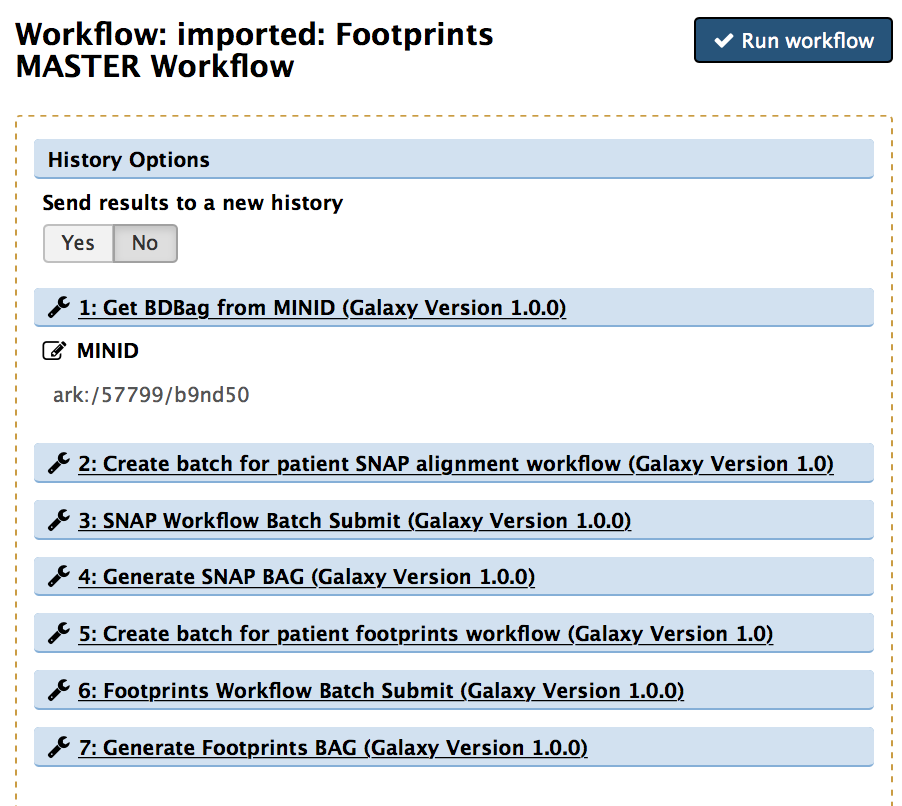 Workflow: imported: Footprints
MASTER Workflow
Run workflow
History Options
Send results to a new history
Yes No
1: Get BDBag from MINID (Galaxy Version 1.0.0)
MINID
ark:/57799/b9nd50
2: Create batch for patient SNAP alignment workflow (Galaxy Version 1.0)
3: SNAP Workflow Batch Submit (Galaxy Version 1.0.0)
4: Generate SNAP BAG (Galaxy Version 1.0.0)
5: Create batch for patient footprints workflow (Galaxy Version 1.0)
6: Footprints Workflow Batch Submit (Galaxy Version 1.0.0)
7: Generate Footprints BAG (Galaxy Version 1.0.0)